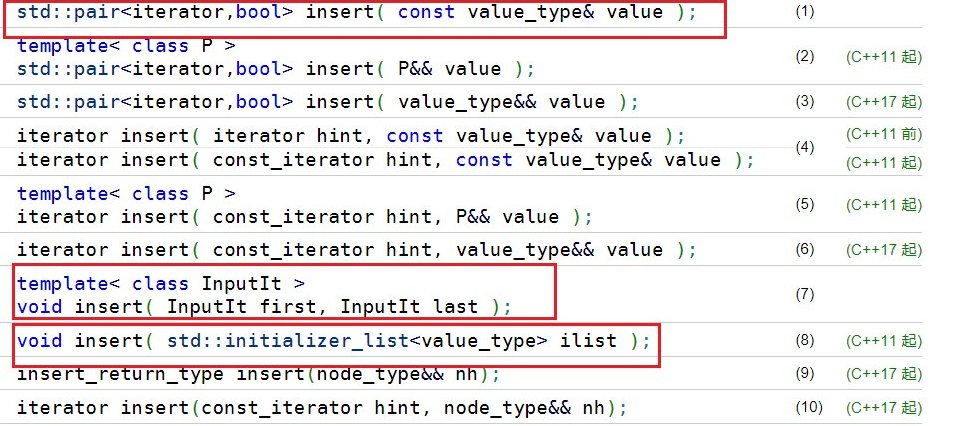 std::pair<iterator,bool> insert( const value_type& value ); (1)
template< class P >
std::pair<iterator,bool> insert( P&& value ); (2) (C++11 起)
std::pair<iterator,bool> insert( value_type&& value ); (3) (C++17 起)
iterator insert( iterator hint, const value_type& value ); (C++11 前)
(4)
iterator insert( const_iterator hint, const value_type& value ); (C++11 起)
template< class P >
iterator insert( const_iterator hint, P&& value ); (5) (C++11 起)
iterator insert( const_iterator hint, value_type&& value ); (6) (C++17 起)
template< class InputIt >
void insert( InputIt first, InputIt last ); (7)
void insert( std::initializer_list<value_type> ilist ); (8) (C++11 起)
insert_return_type insert(node_type&& nh); (9) (C++17 起)
iterator insert(const_iterator hint, node_type&& nh); (10) (C++17 起)